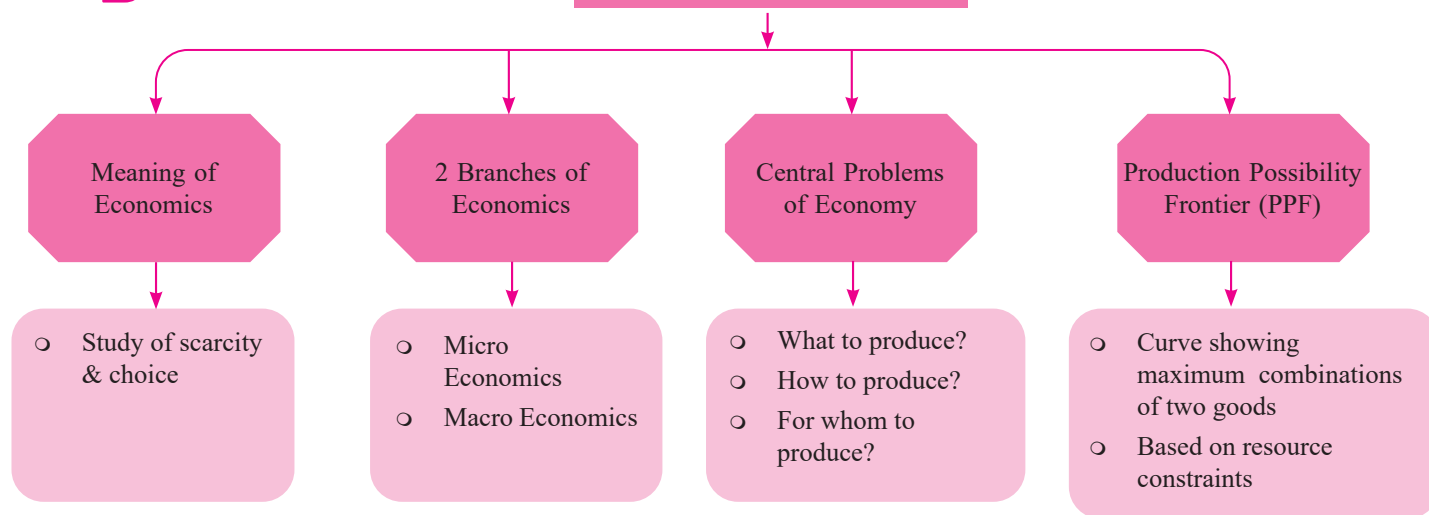 Meaning of
Economics
2 Branches of
Economics
Central Problems
of Economy
Production Possibility
Frontier (PPF)
Study of scarcity
& choice
Micro
Economics
Macro Economics
What to produce?
How to produce?
For whom to
produce?
Curve showing
maximum combinations
of two goods
Based on resource
constraints